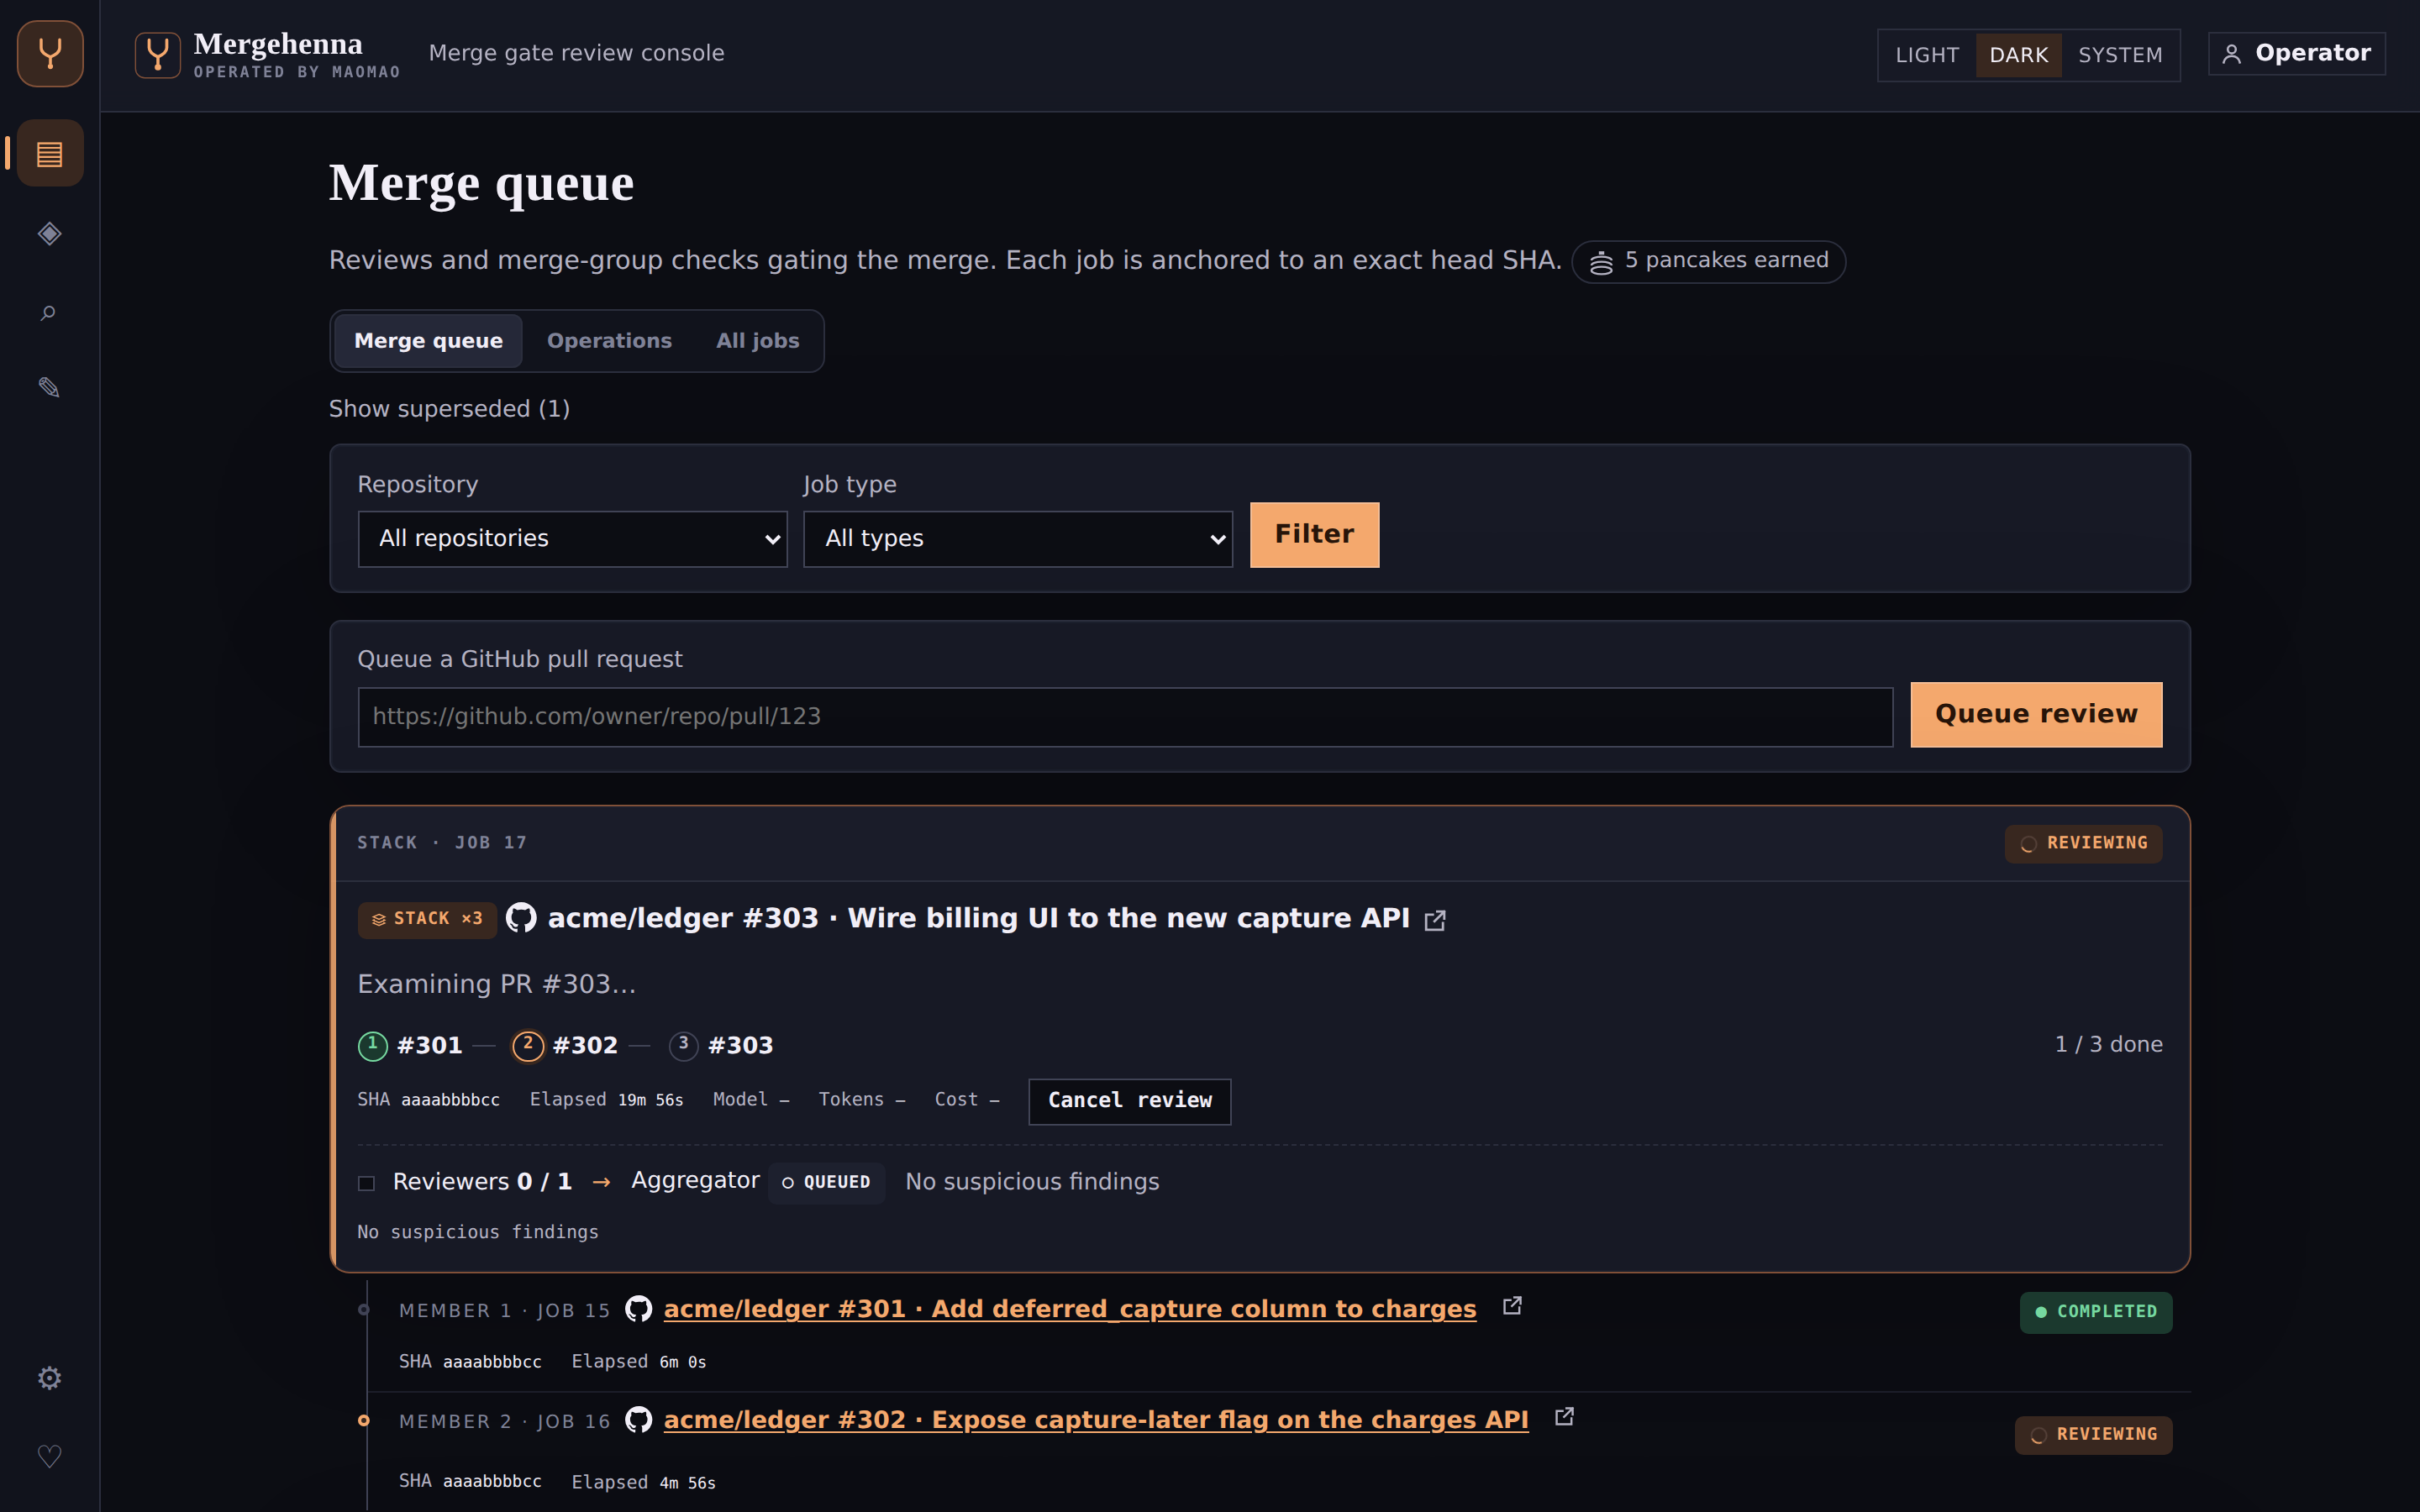 Mergehenna
OPERATED BY MAOMAO
Merge gate review console
LIGHT DARK SYSTEM
Operator
Merge queue
Reviews and merge-group checks gating the merge. Each job is anchored to an exact head SHA. 5 pancakes earned
Merge queue Operations All jobs
Show superseded (1)
Repository Job type
All repositories All types Filter
Queue a GitHub pull request
https://github.com/owner/repo/pull/123 Queue review
STACK · JOB 17 REVIEWING
STACK ×3 acme/ledger #303 · Wire billing UI to the new capture API
Examining PR #303…
1 #301 — 2 #302 — 3 #303 1 / 3 done
SHA aaaabbbbcc Elapsed 19m 56s Model — Tokens — Cost — Cancel review
Reviewers 0 / 1 → Aggregator ○ QUEUED No suspicious findings
No suspicious findings
MEMBER 1 · JOB 15 acme/ledger #301 · Add deferred_capture column to charges ● COMPLETED
SHA aaaabbbbcc Elapsed 6m 0s
MEMBER 2 · JOB 16 acme/ledger #302 · Expose capture-later flag on the charges API REVIEWING
SHA aaaabbbbcc Elapsed 4m 56s